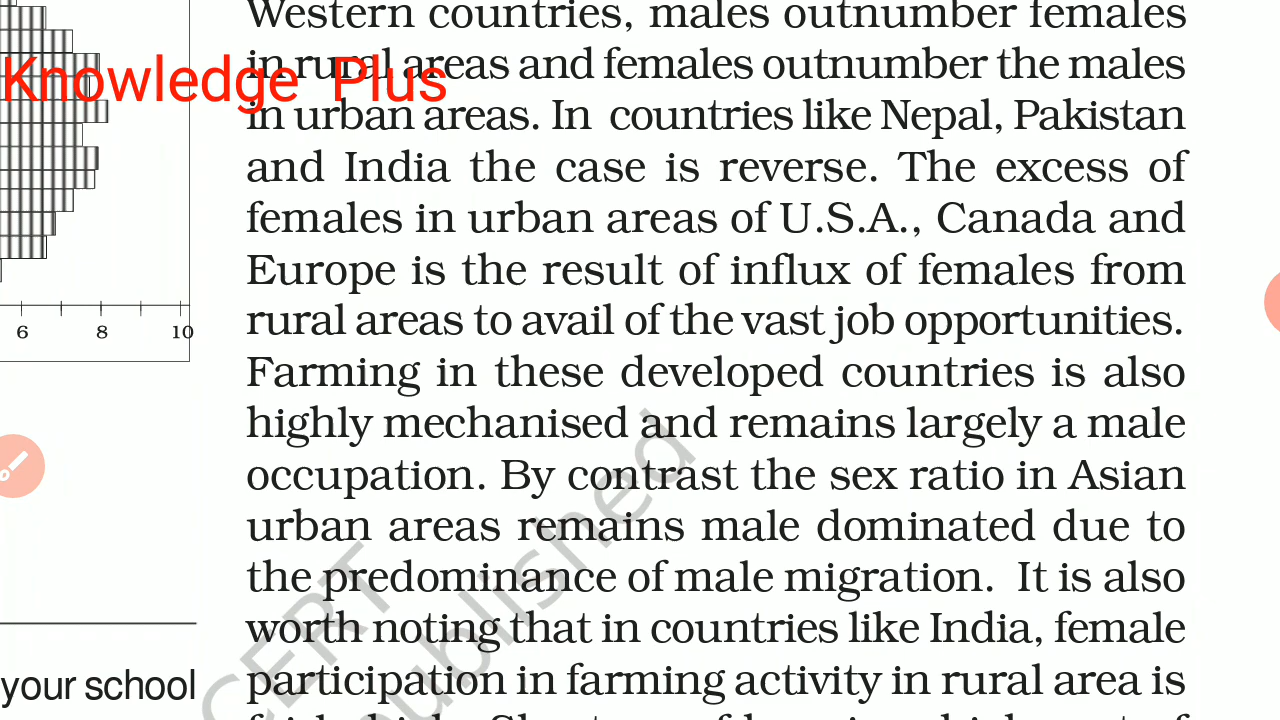 Western countries, males outnumber females
in rural areas and females outnumber the males
Knowledge Plus
in urban areas. In countries like Nepal, Pakistan
and India the case is reverse. The excess of
females in urban areas of U.S.A., Canada and
Europe is the result of influx of females from
rural areas to avail of the vast job opportunities.
Farming in these developed countries is also
highly mechanised and remains largely a male
occupation. By contrast the sex ratio in Asian
urban areas remains male dominated due to
the predominance of male migration. It is also
worth noting that in countries like India, female
participation in farming activity in rural area is
6 8 10
your school
published